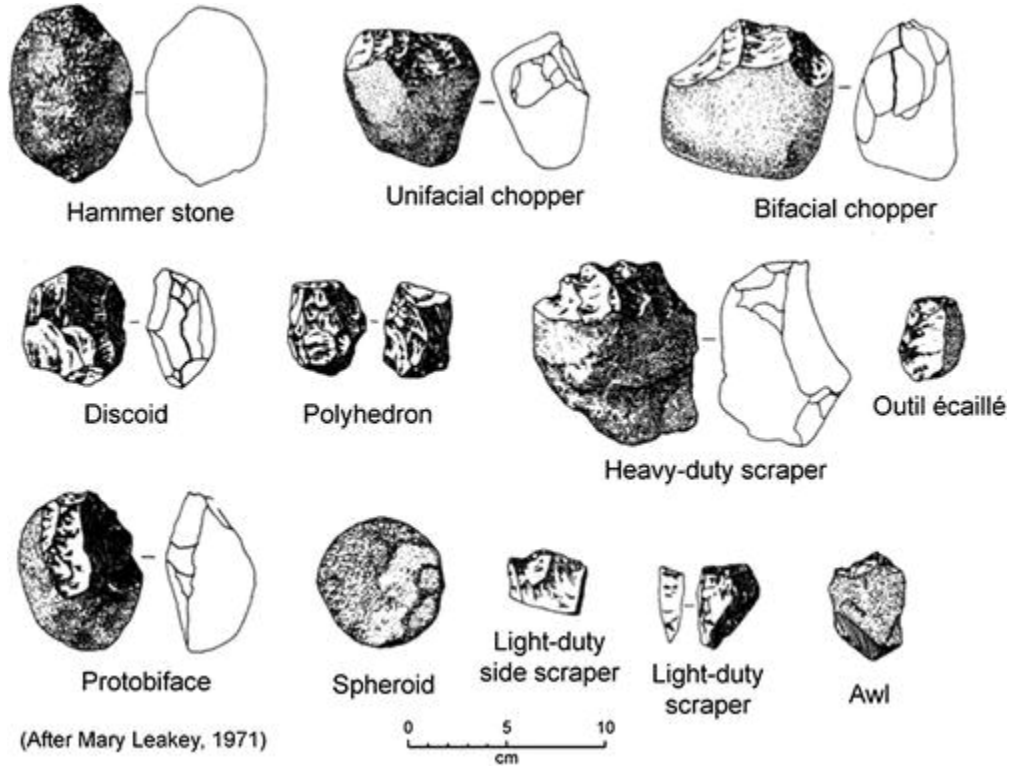 Hammer stone
Unifacial chopper
Bifacial chopper
Discoid
Polyhedron
Heavy-duty scraper
Outil écaillé
Protobiface
Spheroid
Light-duty
side scraper
Light-duty
scraper
Awl
(After Mary Leakey, 1971)
0 5 10
cm